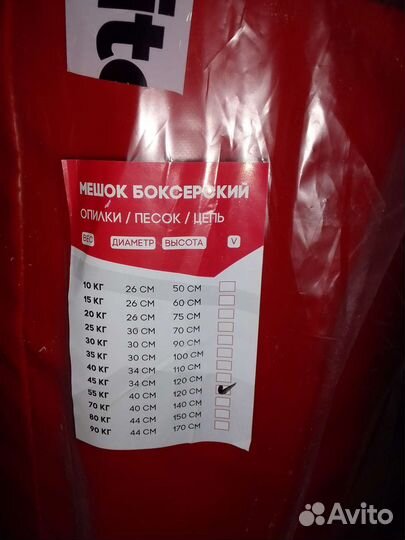 ite
МЕШОК БОКСЕРСКИЙ
ОПИЛКИ / ПЕСОК / ЦЕПЬ
ВЕС ДИАМЕТР ВЫСОТА V
10 КГ 26 СМ 50 СМ
15 КГ 26 СМ 60 СМ
20 КГ 26 СМ 75 СМ
25 КГ 30 СМ 70 СМ
30 КГ 30 СМ 90 СМ
35 КГ 30 СМ 100 СМ
40 КГ 34 СМ 110 СМ
45 КГ 34 СМ 120 СМ
55 КГ 40 СМ 120 СМ
70 КГ 40 СМ 140 СМ
80 КГ 44 СМ 150 СМ
90 КГ 44 СМ 170 СМ
Avito